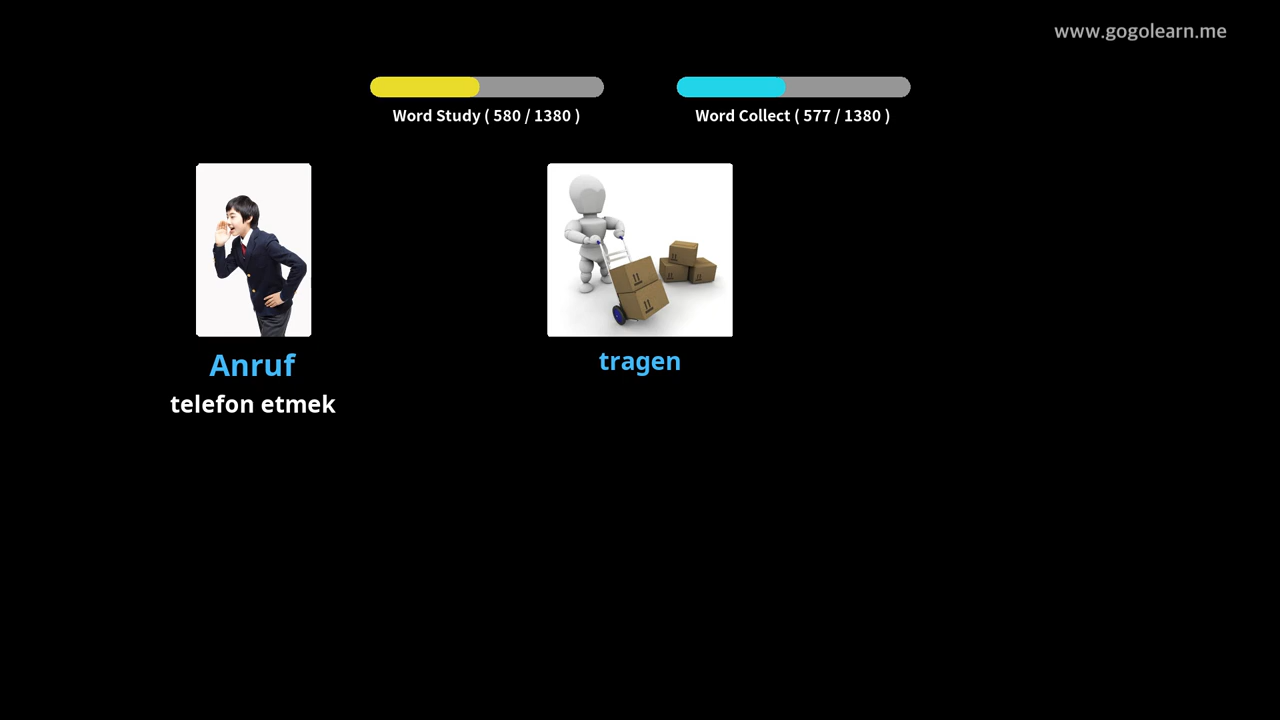 www.gogolearn.me
Word Study ( 580 / 1380 )
Word Collect ( 577 / 1380 )
Anruf
telefon etmek
tragen